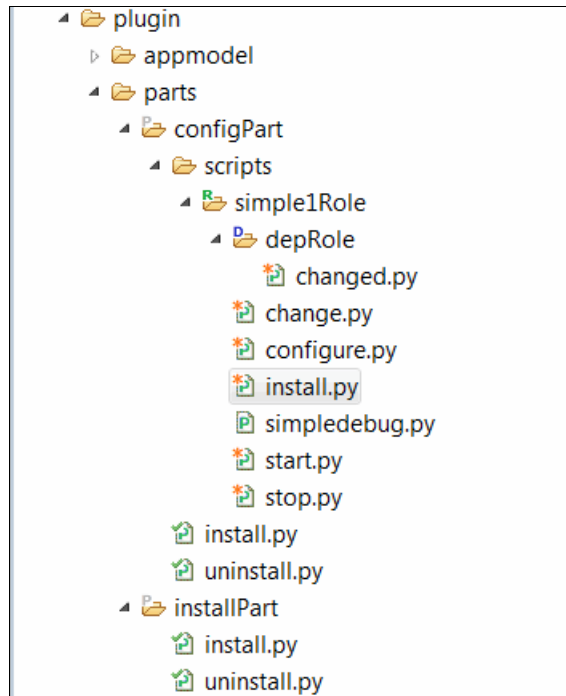 plugin
appmodel
parts
configPart
scripts
simple1Role
depRole
changed.py
change.py
configure.py
install.py
simpledebug.py
start.py
stop.py
install.py
uninstall.py
installPart
install.py
uninstall.py